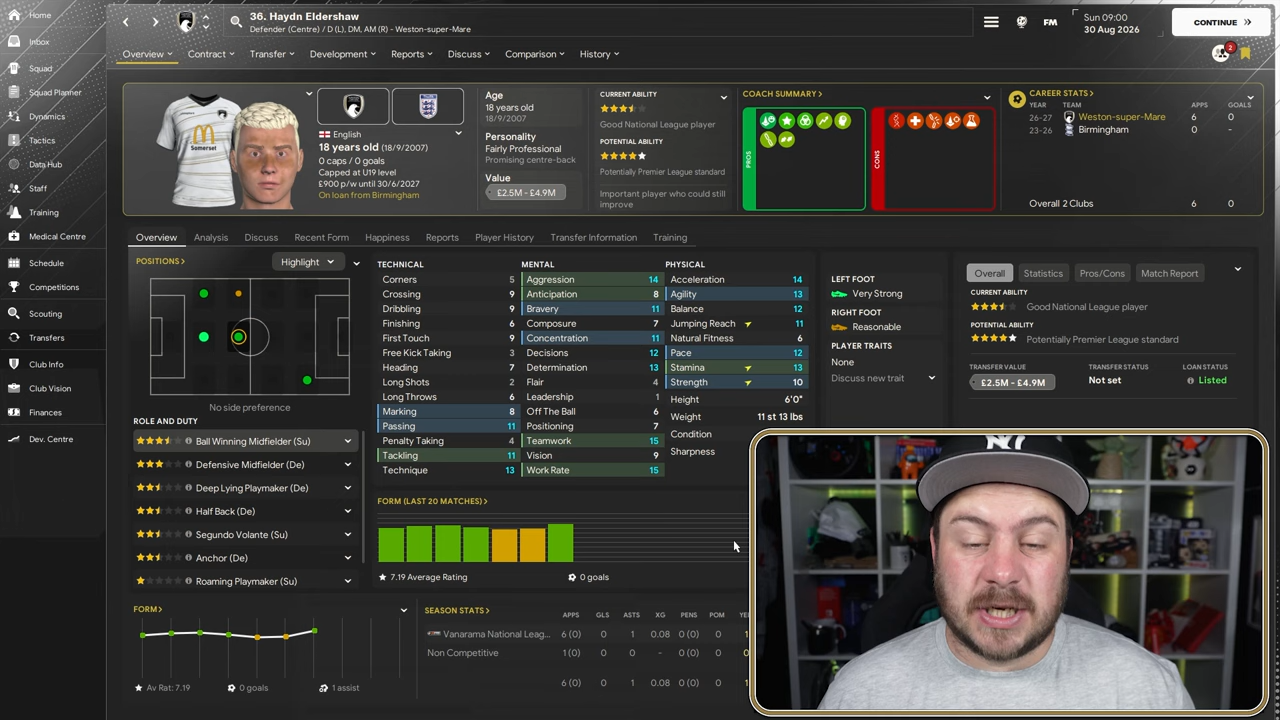 Home
Inbox
Squad
Squad Planner
Dynamics
Tactics
Data Hub
Staff
Training
Medical Centre
Schedule
Competitions
Scouting
Transfers
Club Info
Club Vision
Finances
Dev. Centre
36. Haydn Eldershaw
Defender (Centre) / D (L), DM, AM (R) - Weston-super-Mare
FM
Sun 09:00
30 Aug 2026
CONTINUE
Overview
Contract
Transfer
Development
Reports
Discuss
Comparison
History
2
McDonald's
Somerset
English
18 years old (18/9/2007)
0 caps / 0 goals
Capped at U19 level
£900 p/w until 30/6/2027
On loan from Birmingham
Age
18 years old
18/9/2007
Personality
Fairly Professional
Promising centre-back
Value
£2.5M - £4.9M
CURRENT ABILITY
Good National League player
POTENTIAL ABILITY
Potentially Premier League standard
Important player who could still improve
COACH SUMMARY >
PROS
CONS
CAREER STATS >
YEAR TEAM APPS GOALS
26-27 Weston-super-Mare 6 0
23-26 Birmingham 0 -
Overall 2 Clubs 6 0
Overview
Analysis
Discuss
Recent Form
Happiness
Reports
Player History
Transfer Information
Training
POSITIONS >
Highlight
No side preference
ROLE AND DUTY
Ball Winning Midfielder (Su)
Defensive Midfielder (De)
Deep Lying Playmaker (De)
Half Back (De)
Segundo Volante (Su)
Anchor (De)
Roaming Playmaker (Su)
TECHNICAL
Corners 5
Crossing 9
Dribbling 9
Finishing 6
First Touch 9
Free Kick Taking 3
Heading 7
Long Shots 2
Long Throws 6
Marking 8
Passing 11
Penalty Taking 4
Tackling 11
Technique 13
MENTAL
Aggression 14
Anticipation 8
Bravery 11
Composure 7
Concentration 11
Decisions 12
Determination 13
Flair 4
Leadership 1
Off The Ball 6
Positioning 7
Teamwork 15
Vision 9
Work Rate 15
PHYSICAL
Acceleration 14
Agility 13
Balance 12
Jumping Reach 11
Natural Fitness 6
Pace 12
Stamina 13
Strength 10
Height 6'0"
Weight 11 st 13 lbs
Condition
Sharpness
LEFT FOOT
Very Strong
RIGHT FOOT
Reasonable
PLAYER TRAITS
None
Discuss new trait
Overall
Statistics
Pros/Cons
Match Report
CURRENT ABILITY
Good National League player
POTENTIAL ABILITY
Potentially Premier League standard
TRANSFER VALUE
£2.5M - £4.9M
TRANSFER STATUS
Not set
LOAN STATUS
Listed
FORM (LAST 20 MATCHES) >
7.19 Average Rating
0 goals
FORM >
Av Rat: 7.19
0 goals
1 assist
SEASON STATS >
APPS GLS ASTS XG PENS POM
Vanarama National Leag... 6 (0) 0 1 0.08 0 (0) 0
Non Competitive 1 (0) 0 0 - 0 (0) 0
6 (0) 0 1 0.08 0 (0) 0